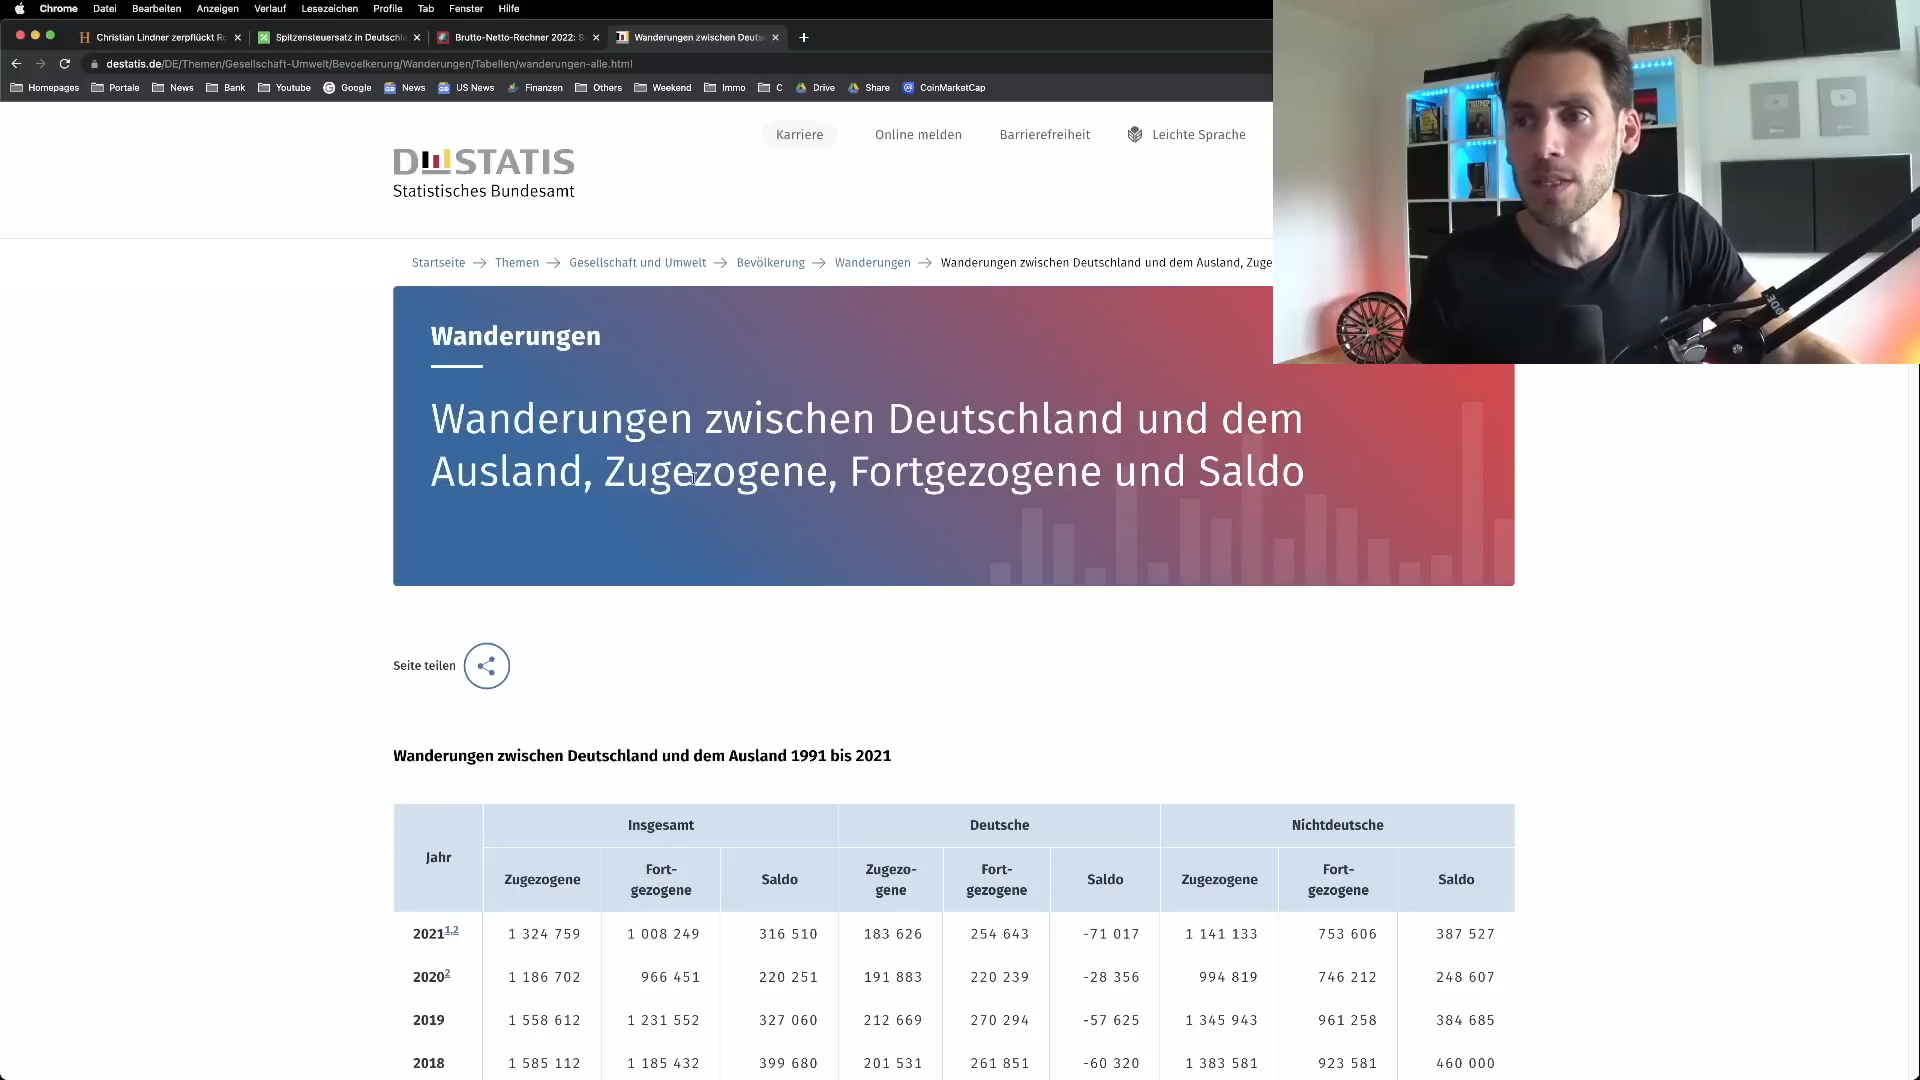 Chrome Datei Bearbeiten Anzeigen Verlauf Lesezeichen Profile Tab Fenster Hilfe
Christian Lindner zerpflückt Ro Spitzensteuersatz in Deutschla Brutto-Netto-Rechner 2022: S Wanderungen zwischen Deutsc
destatis.de/DE/Themen/Gesellschaft-Umwelt/Bevoelkerung/Wanderungen/Tabellen/wanderungen-alle.html
Homepages Portale News Bank Youtube Google News US News Finanzen Others Weekend Immo C Drive Share CoinMarketCap
Karriere Online melden Barrierefreiheit Leichte Sprache
DESTATIS
Statistisches Bundesamt
Startseite → Themen → Gesellschaft und Umwelt → Bevölkerung → Wanderungen → Wanderungen zwischen Deutschland und dem Ausland, Zuge
Wanderungen
Wanderungen zwischen Deutschland und dem
Ausland, Zugezogene, Fortgezogene und Saldo
Seite teilen
Wanderungen zwischen Deutschland und dem Ausland 1991 bis 2021
Jahr Insgesamt Deutsche Nichtdeutsche
Zugezogene Fort-gezogene Saldo Zugezo-gene Fort-gezogene Saldo Zugezogene Fort-gezogene Saldo
2021 1,2 1 324 759 1 008 249 316 510 183 626 254 643 -71 017 1 141 133 753 606 387 527
2020 2 1 186 702 966 451 220 251 191 883 220 239 -28 356 994 819 746 212 248 607
2019 1 558 612 1 231 552 327 060 212 669 270 294 -57 625 1 345 943 961 258 384 685
2018 1 585 112 1 185 432 399 680 201 531 261 851 -60 320 1 383 581 923 581 460 000